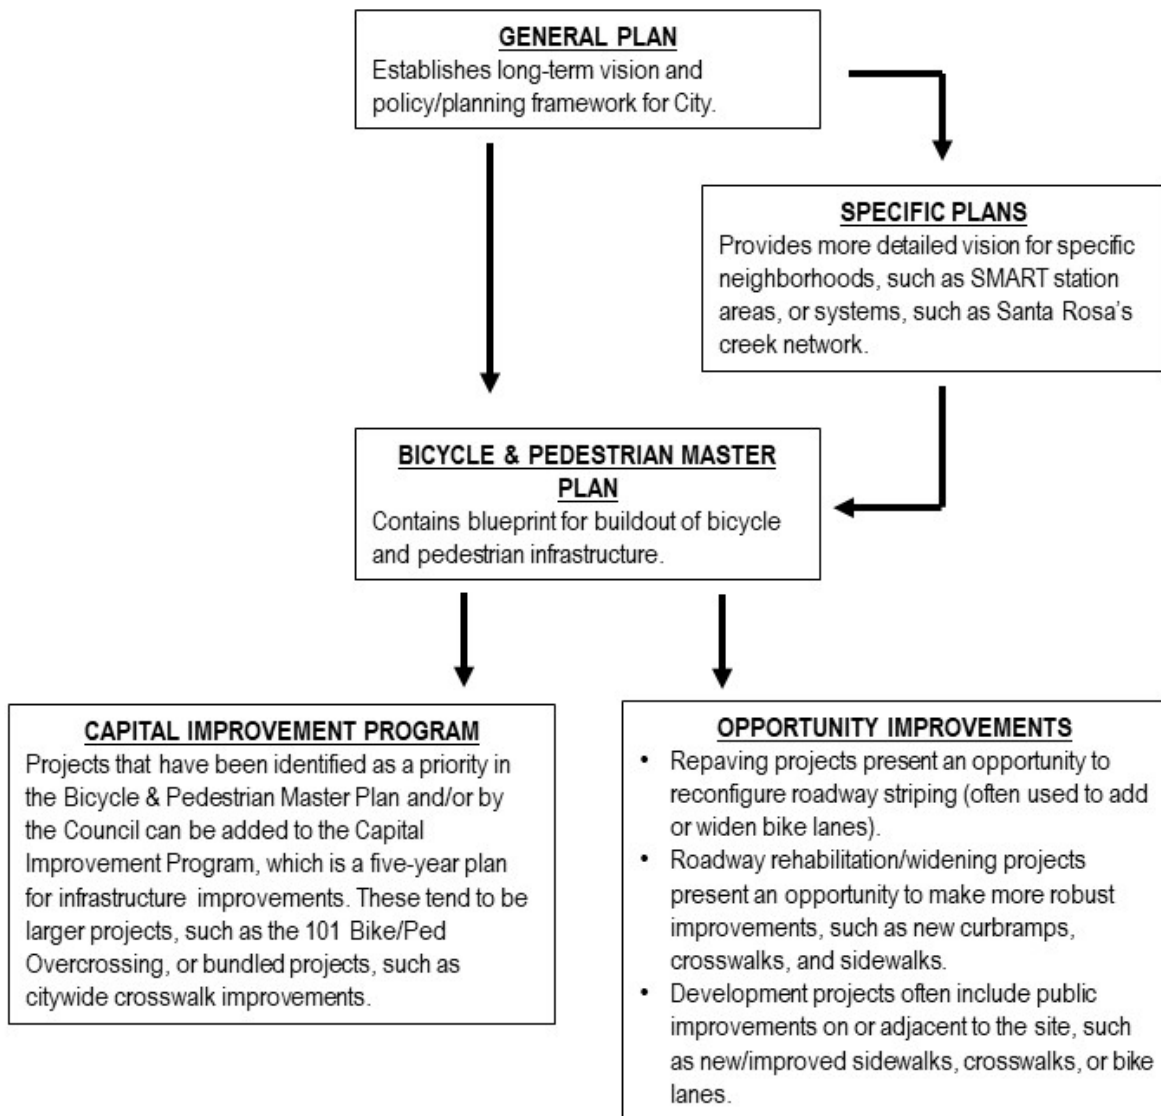 GENERAL PLAN
Establishes long-term vision and
policy/planning framework for City.
SPECIFIC PLANS
Provides more detailed vision for specific
neighborhoods, such as SMART station
areas, or systems, such as Santa Rosa's
creek network.
BICYCLE & PEDESTRIAN MASTER
PLAN
Contains blueprint for buildout of bicycle
and pedestrian infrastructure.
CAPITAL IMPROVEMENT PROGRAM
Projects that have been identified as a priority in
the Bicycle & Pedestrian Master Plan and/or by
the Council can be added to the Capital
Improvement Program, which is a five-year plan
for infrastructure improvements. These tend to be
larger projects, such as the 101 Bike/Ped
Overcrossing, or bundled projects, such as
citywide crosswalk improvements.
OPPORTUNITY IMPROVEMENTS
• Repaving projects present an opportunity to
reconfigure roadway striping (often used to add
or widen bike lanes).
• Roadway rehabilitation/widening projects
present an opportunity to make more robust
improvements, such as new curbramps,
crosswalks, and sidewalks.
• Development projects often include public
improvements on or adjacent to the site, such
as new/improved sidewalks, crosswalks, or bike
lanes.